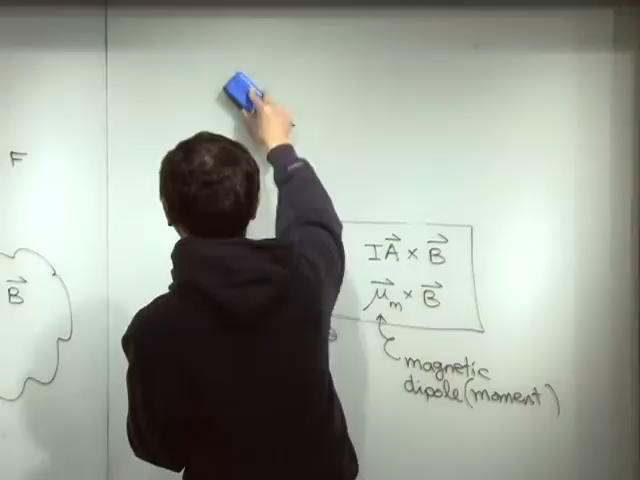 F
B⃗
IA⃗ × B⃗
μ⃗ₘ × B⃗
magnetic
dipole (moment)